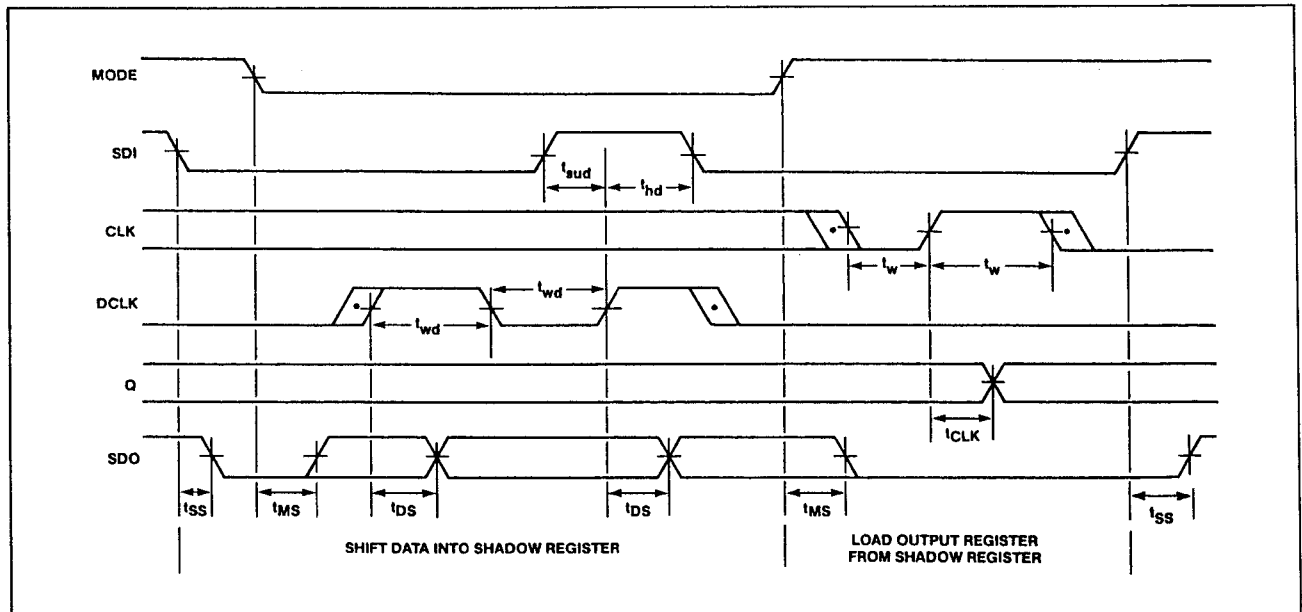 MODE
SDI
t_sud
t_hd
CLK
t_w
t_w
DCLK
t_wd
t_wd
Q
t_CLK
SDO
t_SS
t_MS
t_DS
t_DS
t_MS
t_SS
SHIFT DATA INTO SHADOW REGISTER
LOAD OUTPUT REGISTER
FROM SHADOW REGISTER